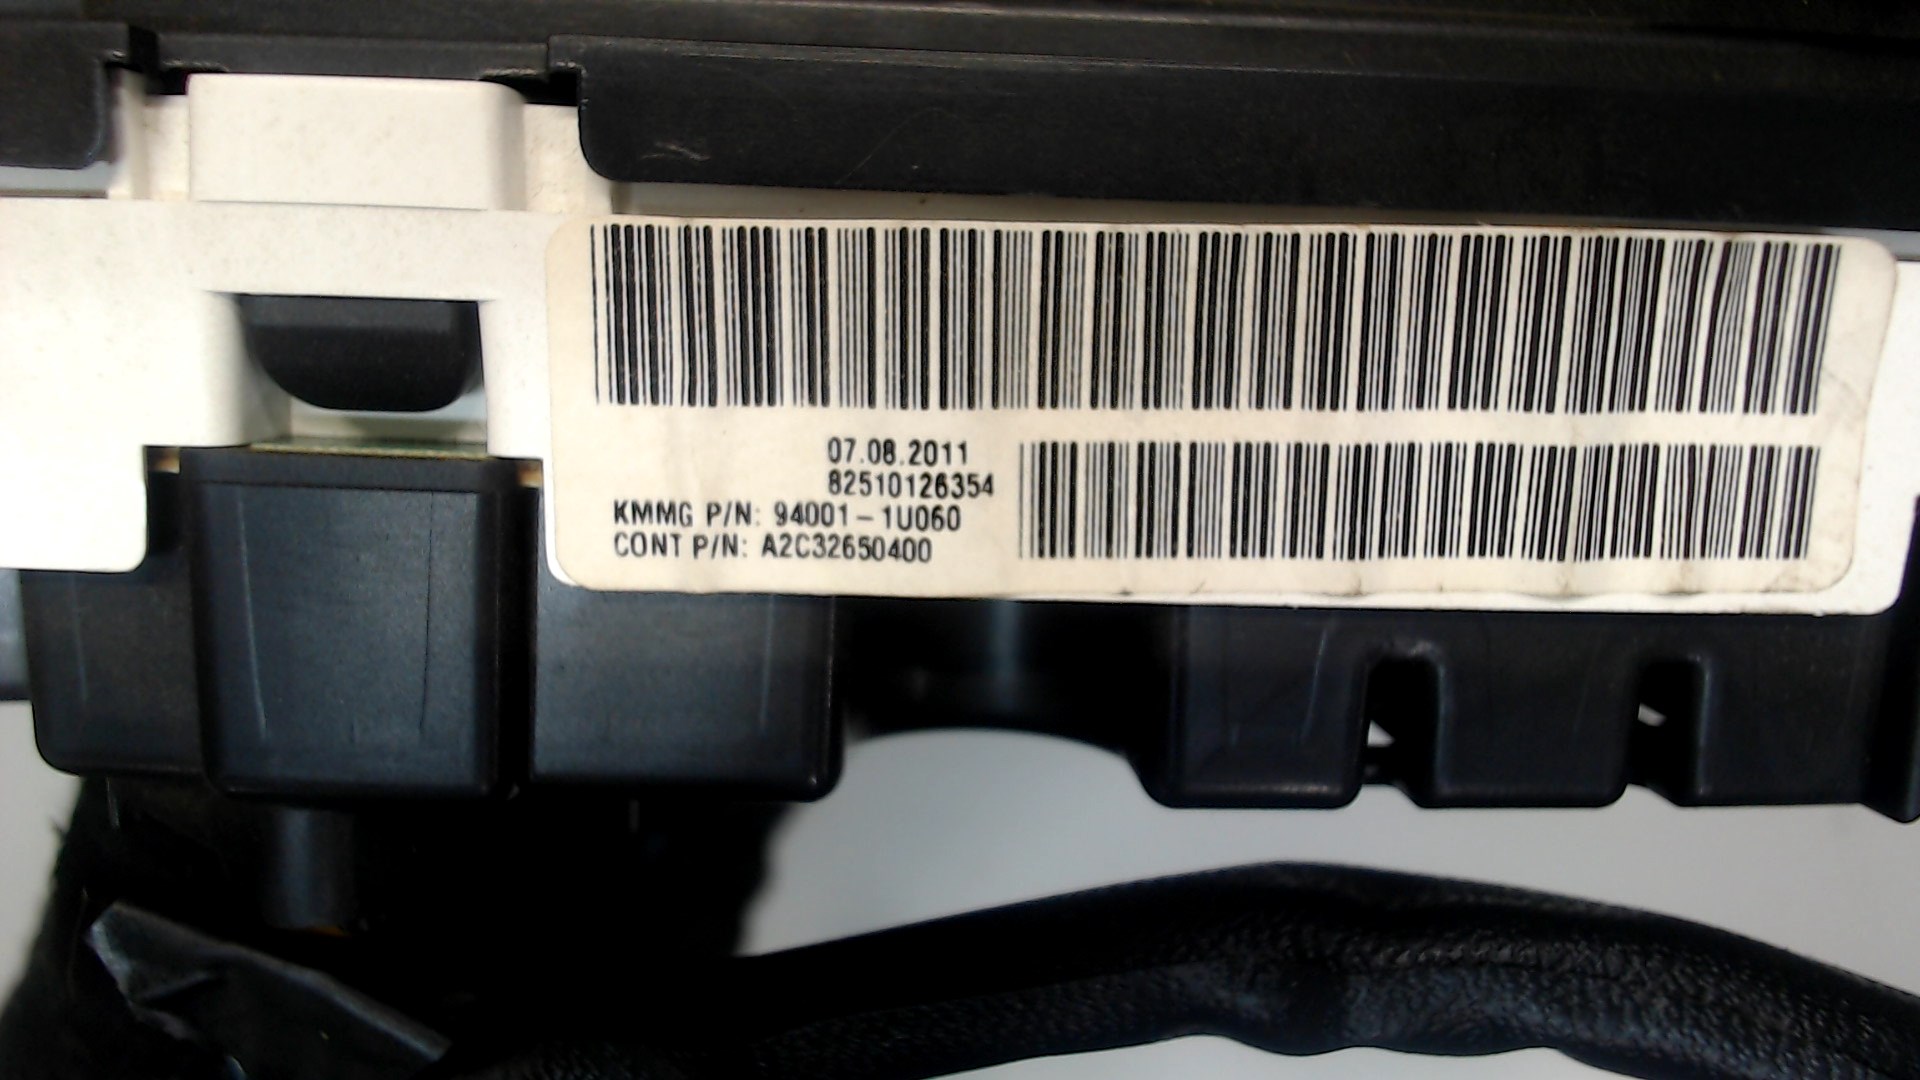 07.08.2011
82510126354
KMMG P/N: 94001-1U060
CONT P/N: A2C32650400